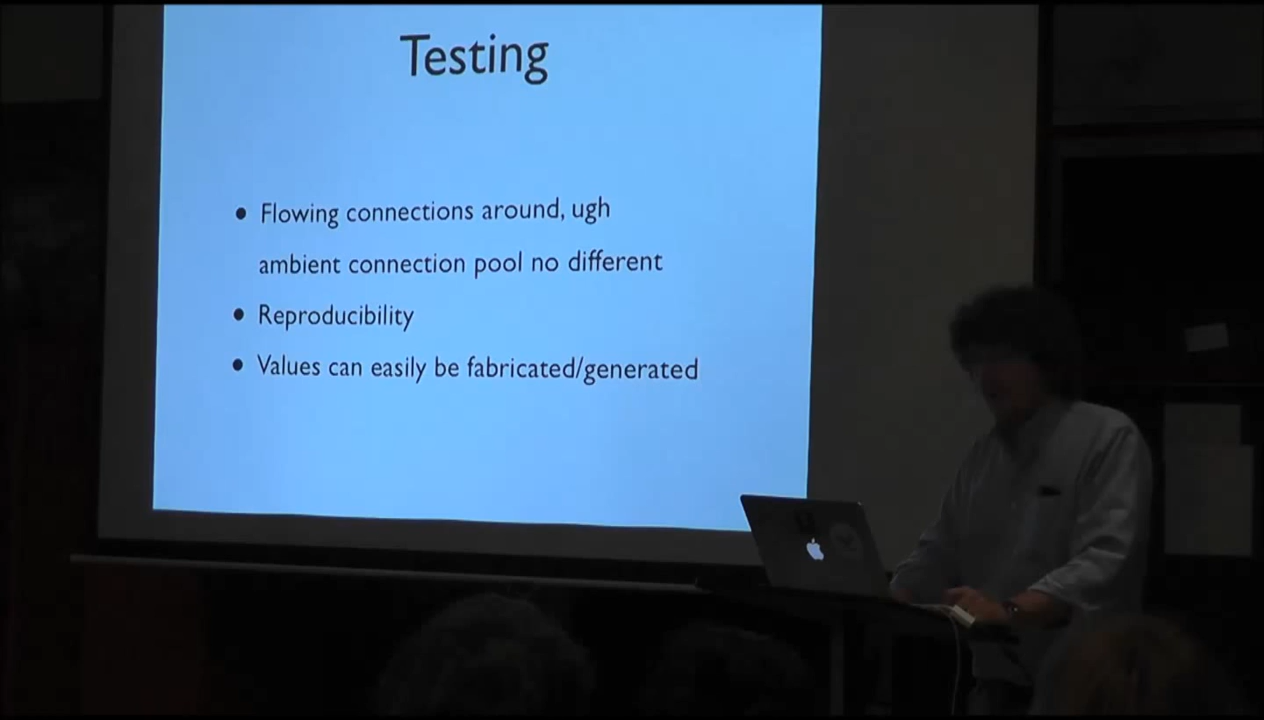 Testing
• Flowing connections around, ugh
ambient connection pool no different
• Reproducibility
• Values can easily be fabricated/generated